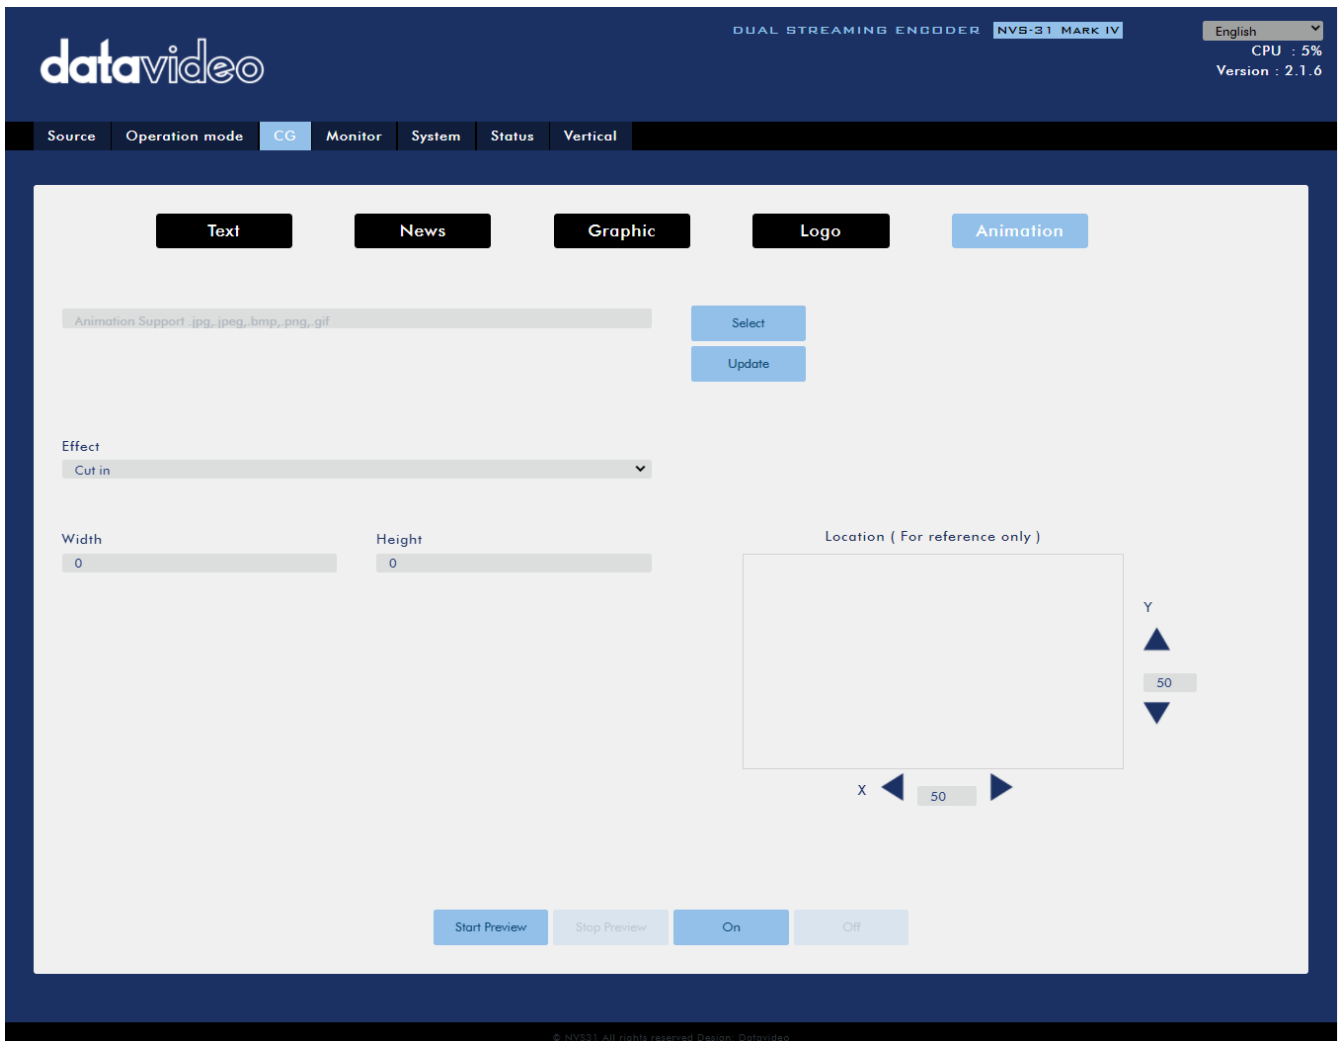 DUAL STREAMING ENCODER NVS-31 MARK IV
English
datavideo
CPU : 5%
Version : 2.1.6
Source Operation mode CG Monitor System Status Vertical
Text News Graphic Logo Animation
Animation Support .jpg,.jpeg,.bmp,.png,.gif
Select
Update
Effect
Cut in
Width Height
0 0
Location ( For reference only )
Y
50
X 50
Start Preview Stop Preview On Off
© NVS31 All rights reserved Design: Datavideo